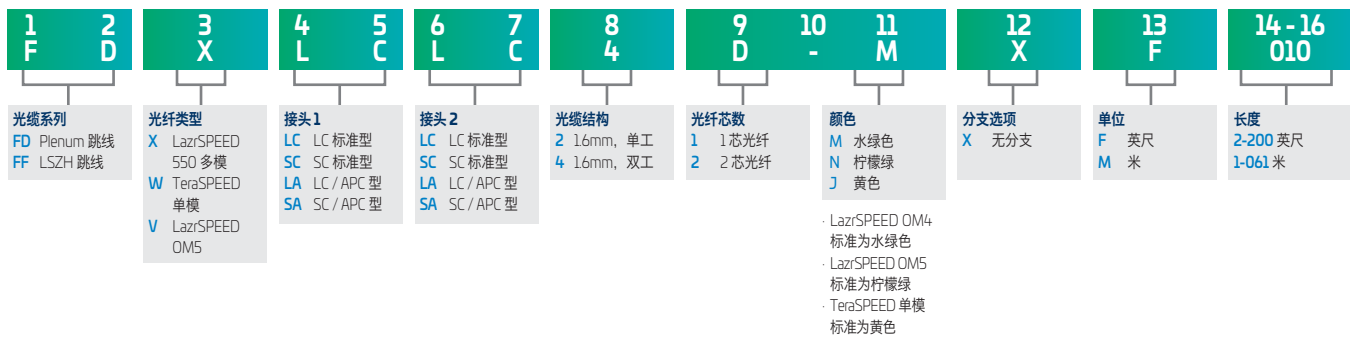 1 2 3 4 5 6 7 8 9 10 11 12 13 14 - 16
F D X L C L C 4 D - M X F 010
光缆系列
FD Plenum 跳线
FF LSZH 跳线
光纤类型
X LazrSPEED
550 多模
W TeraSPEED
单模
V LazrSPEED
OM5
接头 1
LC LC 标准型
SC SC 标准型
LA LC / APC 型
SA SC / APC 型
接头 2
LC LC 标准型
SC SC 标准型
LA LC / APC 型
SA SC / APC 型
光缆结构
2 1.6mm，单工
4 1.6mm，双工
光纤芯数
1 1 芯光纤
2 2 芯光纤
颜色
M 水绿色
N 柠檬绿
J 黄色
· LazrSPEED OM4
标准为水绿色
· LazrSPEED OM5
标准为柠檬绿
· TeraSPEED 单模
标准为黄色
分支选项
X 无分支
单位
F 英尺
M 米
长度
2-200 英尺
1-061 米